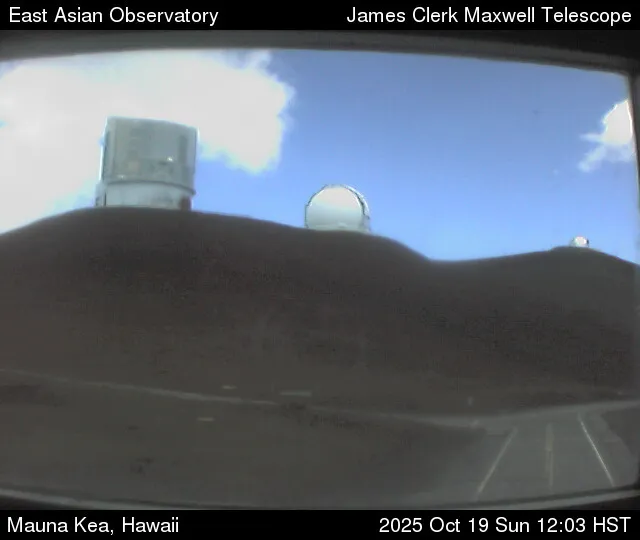 East Asian Observatory
James Clerk Maxwell Telescope
Mauna Kea, Hawaii
2025 Oct 19 Sun 12:03 HST